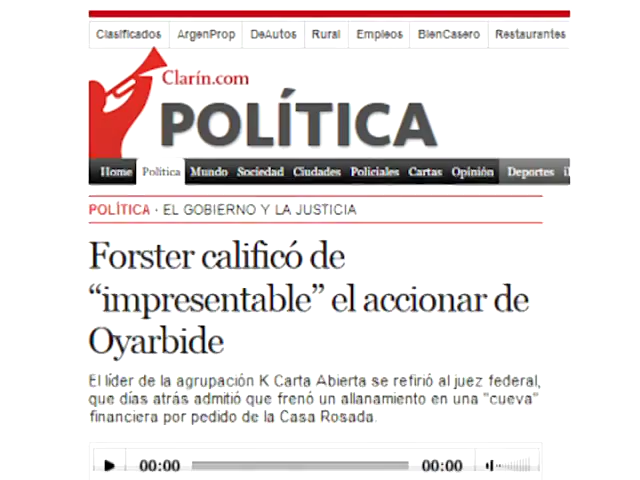 Clasificados ArgenProp DeAutos Rural Empleos BienCasero Restaurantes
Clarín.com
POLÍTICA
Home Política Mundo Sociedad Ciudades Policiales Cartas Opinión Deportes
POLÍTICA · EL GOBIERNO Y LA JUSTICIA
Forster calificó de
“impresentable” el accionar de
Oyarbide
El líder de la agrupación K Carta Abierta se refirió al juez federal,
que días atrás admitió que frenó un allanamiento en una "cueva"
financiera por pedido de la Casa Rosada.
00:00 00:00